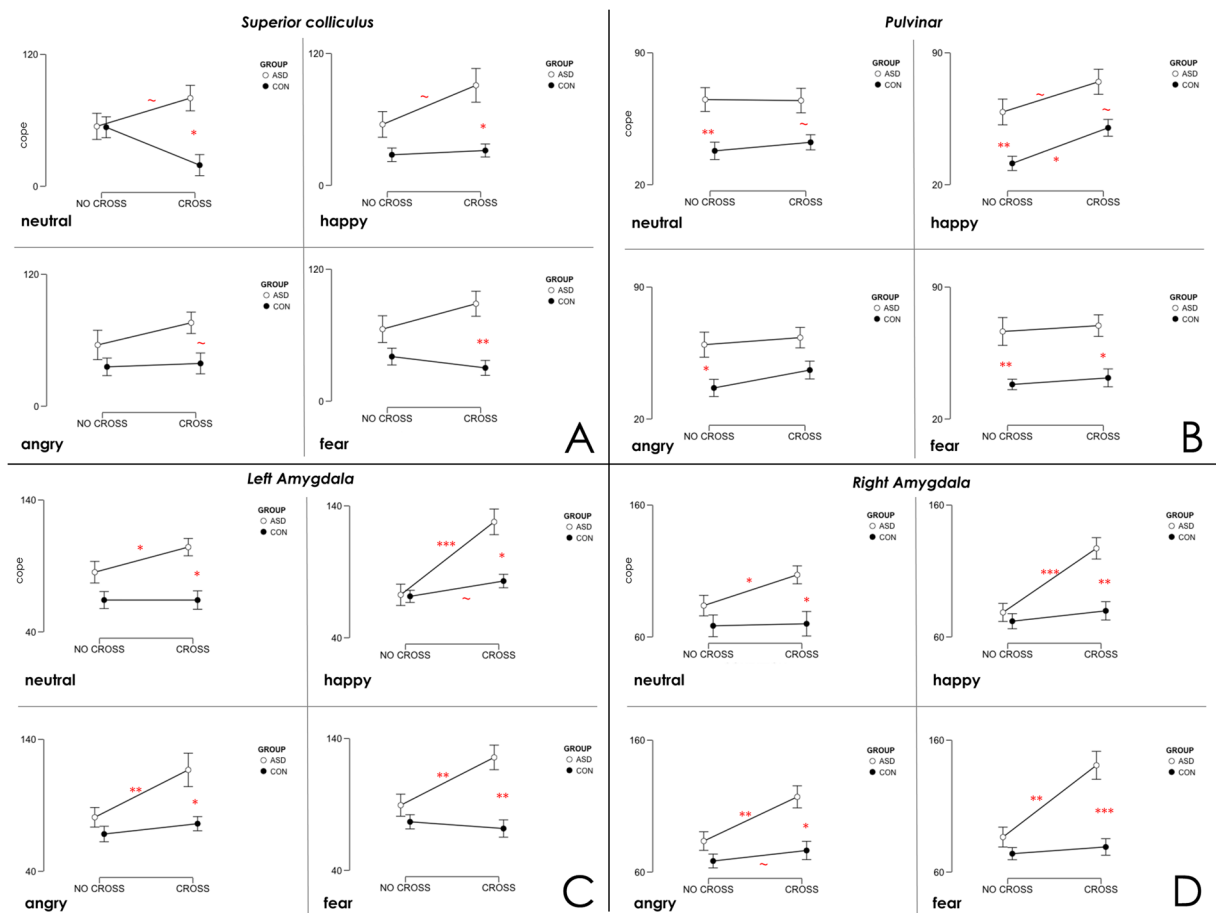 Superior colliculus
120
cope
0
~
*
GROUP
ASD
CON
NO CROSS CROSS
neutral
120
0
~
*
GROUP
ASD
CON
NO CROSS CROSS
happy
120
0
~
GROUP
ASD
CON
NO CROSS CROSS
angry
120
0
**
GROUP
ASD
CON
NO CROSS CROSS
fear
A
Pulvinar
90
cope
20
**
~
GROUP
ASD
CON
NO CROSS CROSS
neutral
90
20
~
~
**
*
GROUP
ASD
CON
NO CROSS CROSS
happy
90
20
*
GROUP
ASD
CON
NO CROSS CROSS
angry
90
20
**
*
GROUP
ASD
CON
NO CROSS CROSS
fear
B
Left Amygdala
140
cope
40
*
*
GROUP
ASD
CON
NO CROSS CROSS
neutral
140
40
***
*
~
GROUP
ASD
CON
NO CROSS CROSS
happy
140
40
**
*
GROUP
ASD
CON
NO CROSS CROSS
angry
140
40
**
**
GROUP
ASD
CON
NO CROSS CROSS
fear
C
Right Amygdala
160
cope
60
*
*
GROUP
ASD
CON
NO CROSS CROSS
neutral
160
60
***
**
GROUP
ASD
CON
NO CROSS CROSS
happy
160
60
**
*
~
GROUP
ASD
CON
NO CROSS CROSS
angry
160
60
**
***
GROUP
ASD
CON
NO CROSS CROSS
fear
D